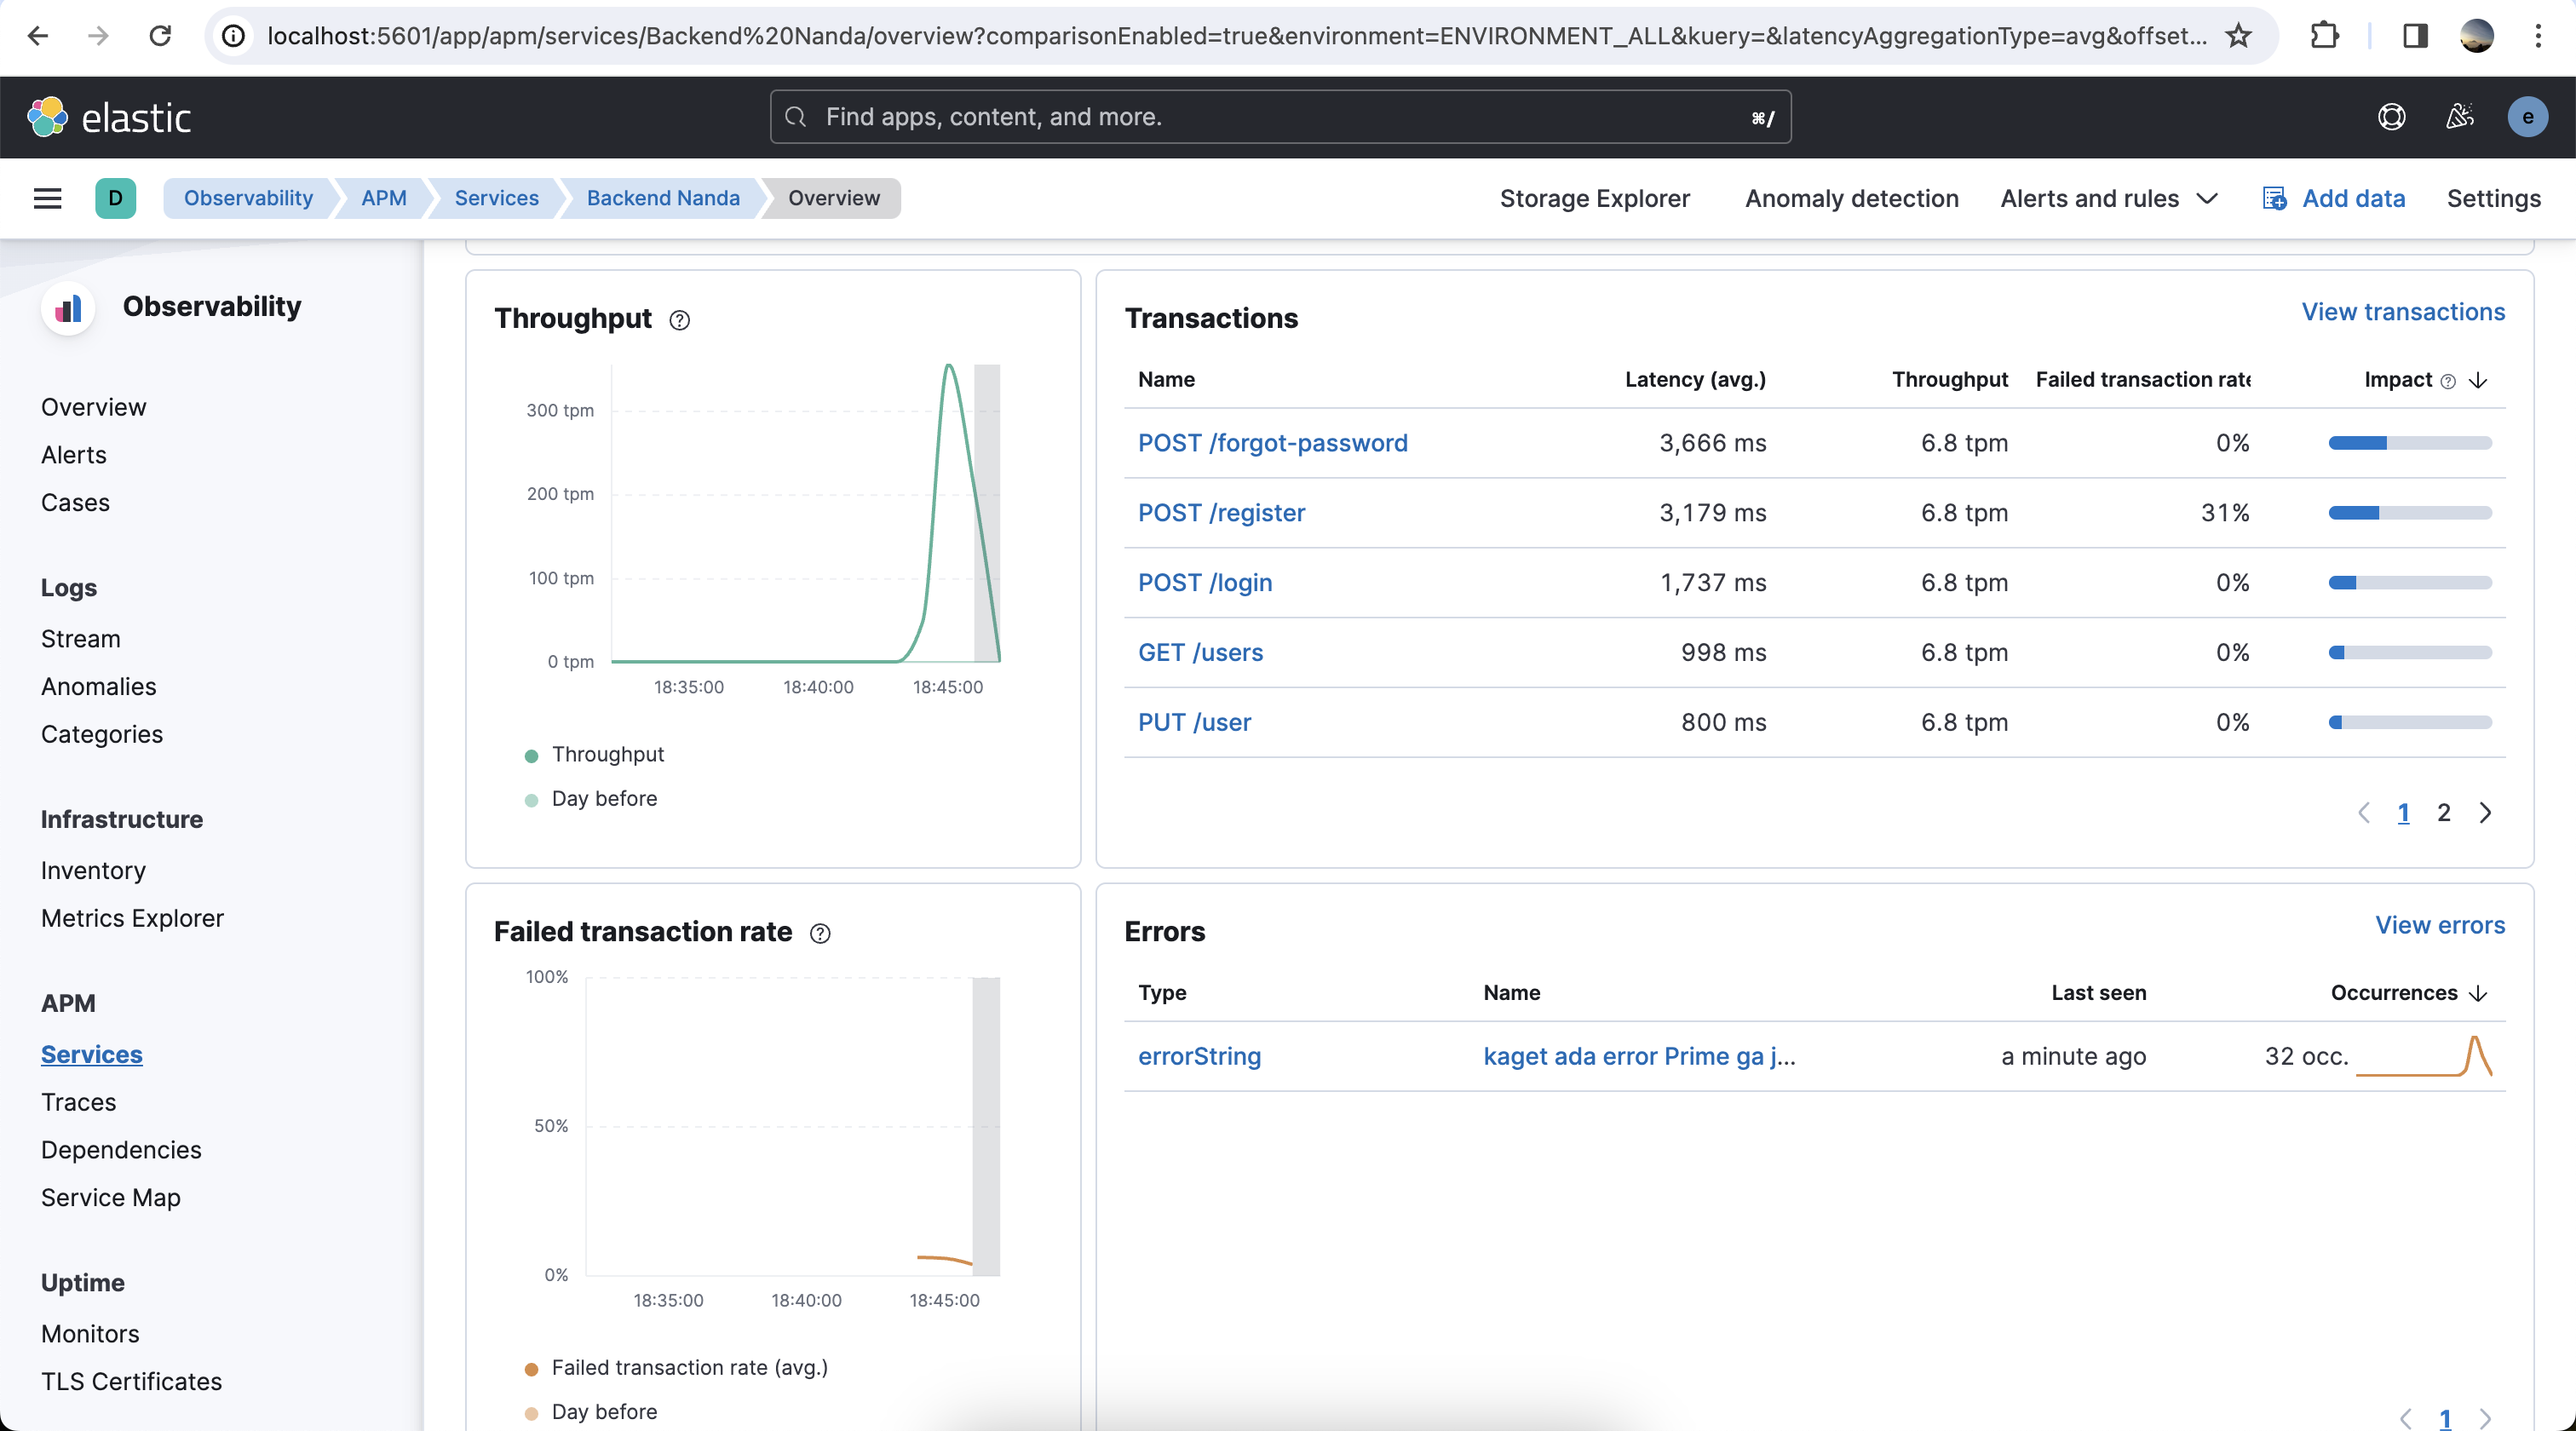 localhost:5601/app/apm/services/Backend%20Nanda/overview?comparisonEnabled=true&environment=ENVIRONMENT_ALL&kuery=&latencyAggregationType=avg&offset...
elastic
Find apps, content, and more.
⌘/
e
D
Observability
APM
Services
Backend Nanda
Overview
Storage Explorer
Anomaly detection
Alerts and rules
Add data
Settings
Observability
Overview
Alerts
Cases
Logs
Stream
Anomalies
Categories
Infrastructure
Inventory
Metrics Explorer
APM
Services
Traces
Dependencies
Service Map
Uptime
Monitors
TLS Certificates
Throughput
300 tpm
200 tpm
100 tpm
0 tpm
18:35:00 18:40:00 18:45:00
Throughput
Day before
Transactions
View transactions
Name Latency (avg.) Throughput Failed transaction rate Impact
POST /forgot-password 3,666 ms 6.8 tpm 0%
POST /register 3,179 ms 6.8 tpm 31%
POST /login 1,737 ms 6.8 tpm 0%
GET /users 998 ms 6.8 tpm 0%
PUT /user 800 ms 6.8 tpm 0%
1 2
Failed transaction rate
100%
50%
0%
18:35:00 18:40:00 18:45:00
Failed transaction rate (avg.)
Day before
Errors
View errors
Type Name Last seen Occurrences
errorString kaget ada error Prime ga j... a minute ago 32 occ.
1